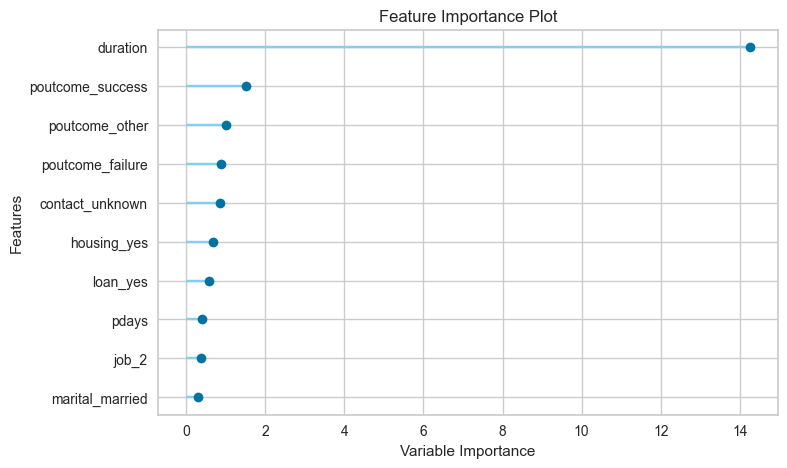 Feature Importance Plot
duration
poutcome_success
poutcome_other
poutcome_failure
contact_unknown
housing_yes
loan_yes
pdays
job_2
marital_married
Features
0 2 4 6 8 10 12 14
Variable Importance